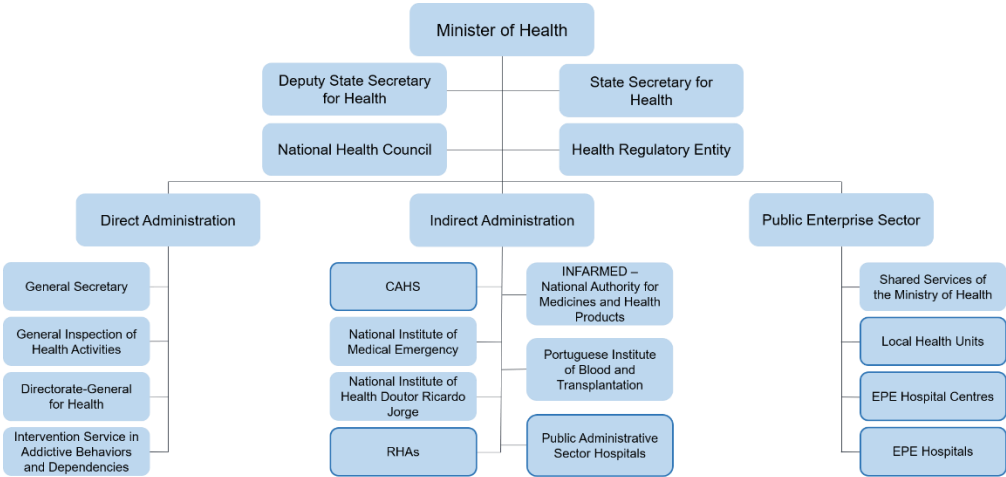 Minister of Health
Deputy State Secretary
for Health
State Secretary for
Health
National Health Council
Health Regulatory Entity
Direct Administration
Indirect Administration
Public Enterprise Sector
General Secretary
General Inspection of
Health Activities
Directorate-General
for Health
Intervention Service in
Addictive Behaviors
and Dependencies
CAHS
National Institute of
Medical Emergency
National Institute of
Health Doutor Ricardo
Jorge
RHAs
INFARMED –
National Authority for
Medicines and Health
Products
Portuguese Institute
of Blood and
Transplantation
Public Administrative
Sector Hospitals
Shared Services of
the Ministry of Health
Local Health Units
EPE Hospital Centres
EPE Hospitals